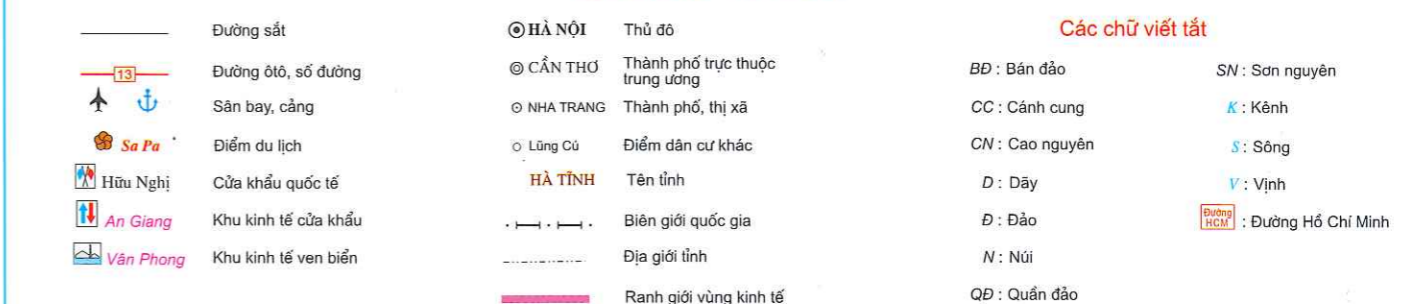 Đường sắt
13 Đường ôtô, số đường
Sân bay, cảng
Sa Pa Điểm du lịch
Hữu Nghị Cửa khẩu quốc tế
An Giang Khu kinh tế cửa khẩu
Vân Phong Khu kinh tế ven biển
HÀ NỘI Thủ đô
CẦN THƠ Thành phố trực thuộc
trung ương
NHA TRANG Thành phố, thị xã
Lũng Cú Điểm dân cư khác
HÀ TĨNH Tên tỉnh
Biên giới quốc gia
Địa giới tỉnh
Ranh giới vùng kinh tế
Các chữ viết tắt
BĐ : Bán đảo
CC : Cánh cung
CN : Cao nguyên
D : Dãy
Đ : Đảo
N : Núi
QĐ : Quần đảo
SN : Sơn nguyên
K : Kênh
S : Sông
V : Vịnh
Đường
HCM : Đường Hồ Chí Minh